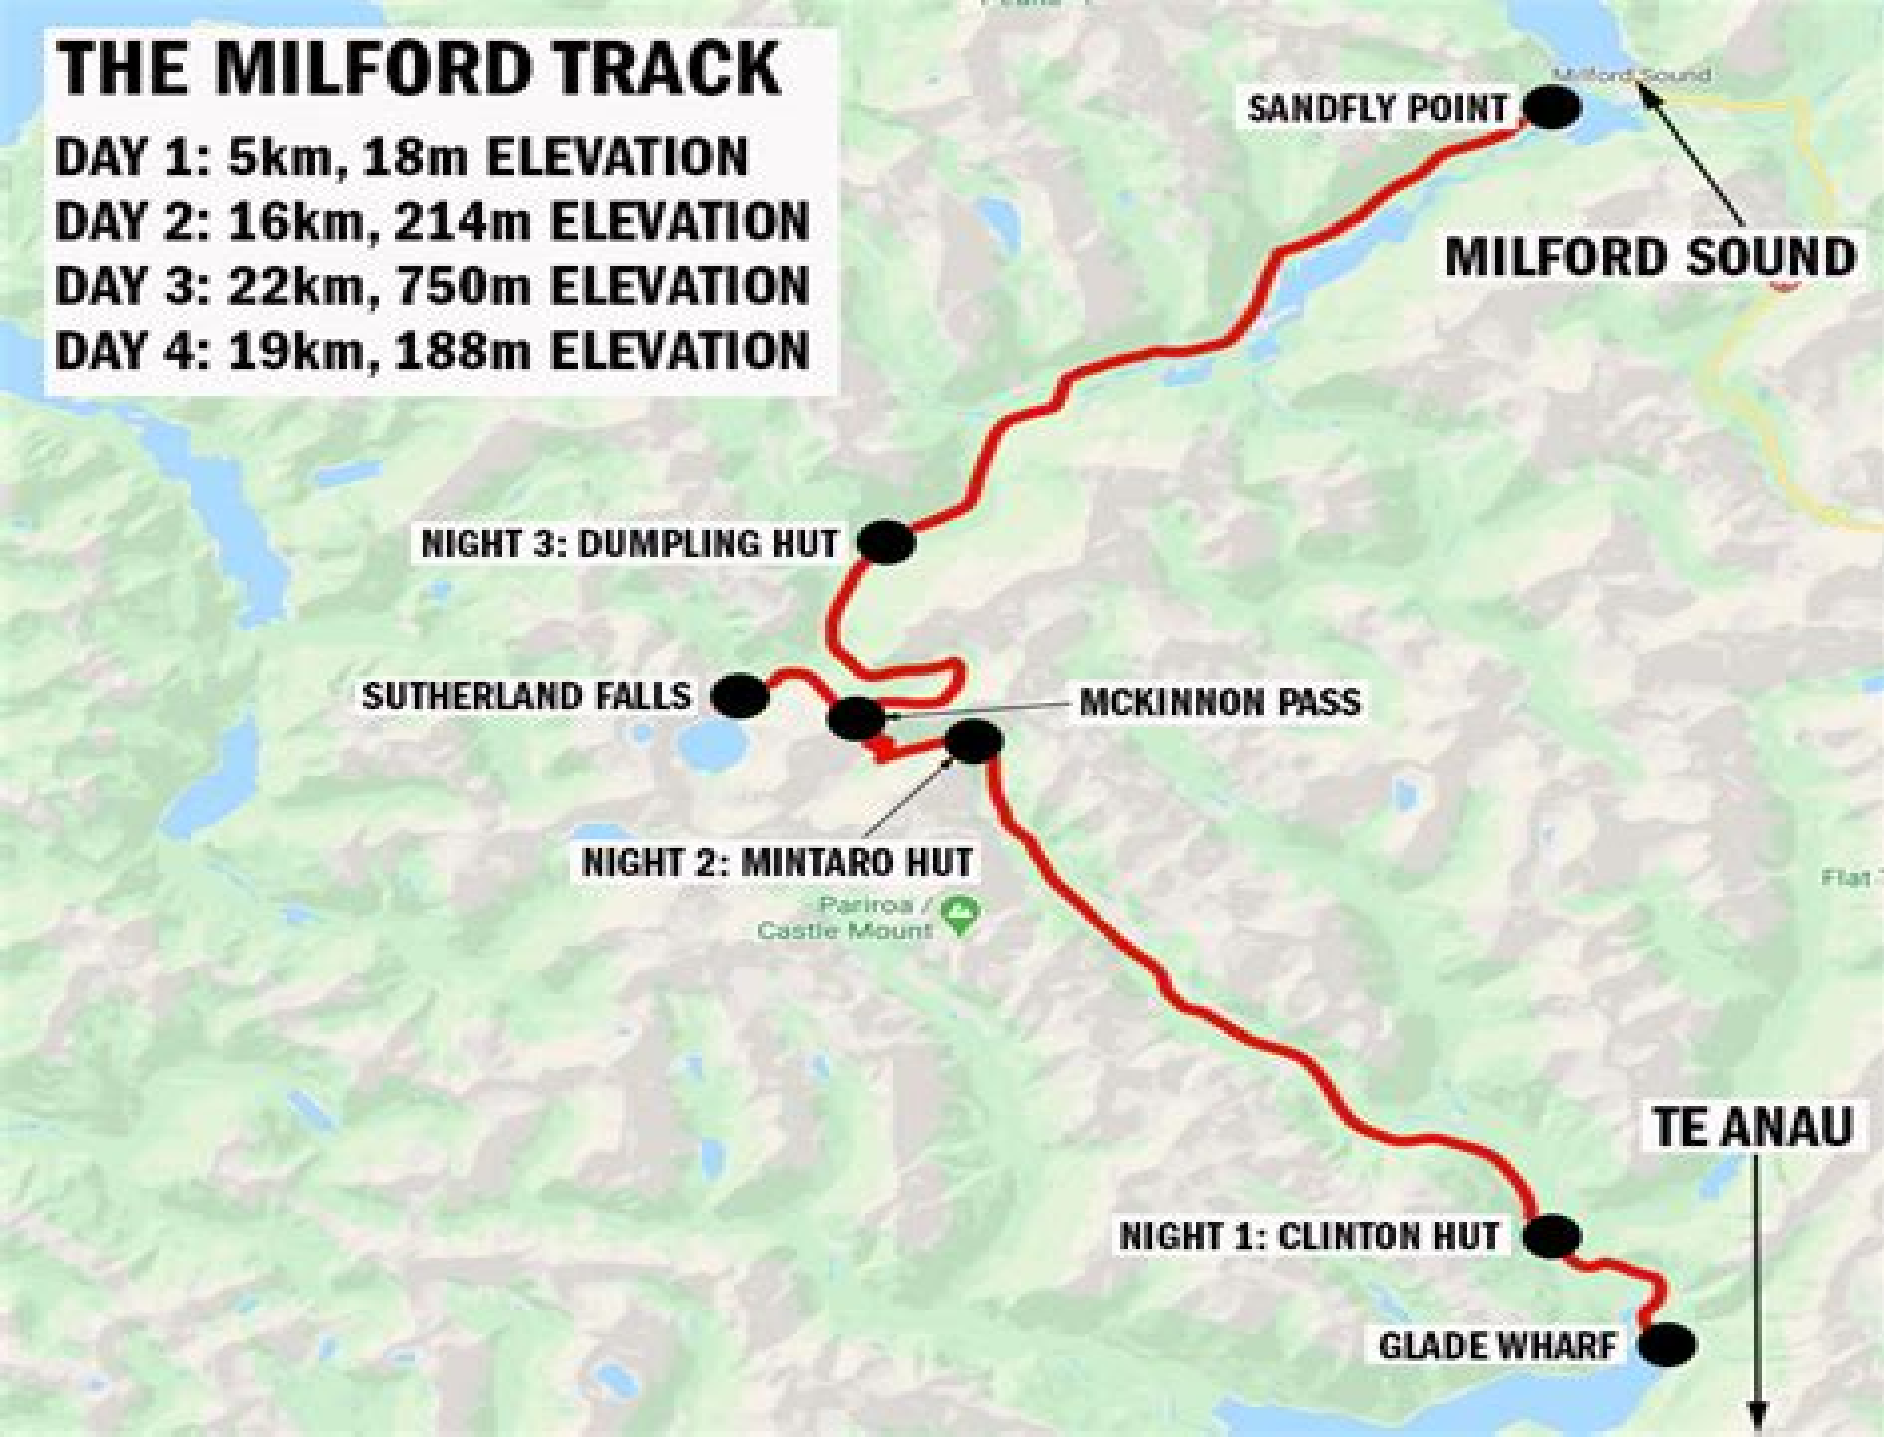 THE MILFORD TRACK
DAY 1: 5km, 18m ELEVATION
DAY 2: 16km, 214m ELEVATION
DAY 3: 22km, 750m ELEVATION
DAY 4: 19km, 188m ELEVATION
Milford Sound
SANDFLY POINT
MILFORD SOUND
NIGHT 3: DUMPLING HUT
SUTHERLAND FALLS
MCKINNON PASS
NIGHT 2: MINTARO HUT
Pariroa /
Castle Mount
Flat
TE ANAU
NIGHT 1: CLINTON HUT
GLADE WHARF